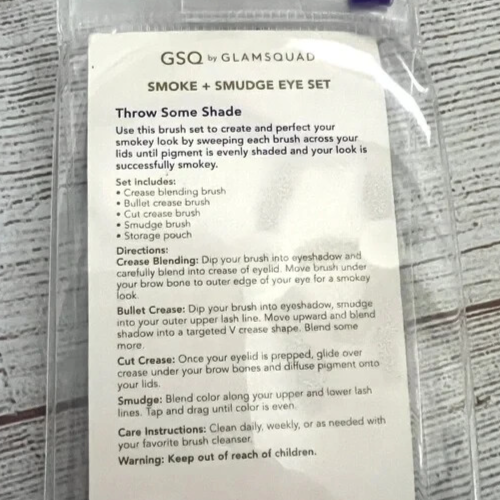 GSQ by GLAMSQUAD
SMOKE + SMUDGE EYE SET
Throw Some Shade
Use this brush set to create and perfect your
smokey look by sweeping each brush across your
lids until pigment is evenly shaded and your look is
successfully smokey.
Set includes:
• Crease blending brush
• Bullet crease brush
• Cut crease brush
• Smudge brush
• Storage pouch
Directions:
Crease Blending: Dip your brush into eyeshadow and
carefully blend into crease of eyelid. Move brush under
your brow bone to outer edge of your eye for a smokey
look.
Bullet Crease: Dip your brush into eyeshadow, smudge
into your outer upper lash line. Move upward and blend
shadow into a targeted V crease shape. Blend some
more.
Cut Crease: Once your eyelid is prepped, glide over
crease under your brow bones and diffuse pigment onto
your lids.
Smudge: Blend color along your upper and lower lash
lines. Tap and drag until color is even.
Care Instructions: Clean daily, weekly, or as needed with
your favorite brush cleanser.
Warning: Keep out of reach of children.